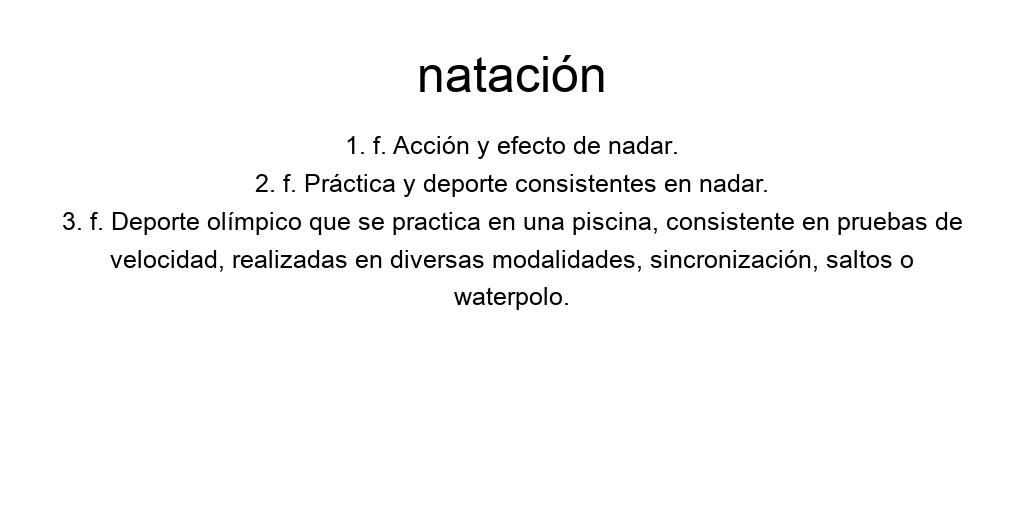 natación
1. f. Acción y efecto de nadar.
2. f. Práctica y deporte consistentes en nadar.
3. f. Deporte olímpico que se practica en una piscina, consistente en pruebas de
velocidad, realizadas en diversas modalidades, sincronización, saltos o
waterpolo.